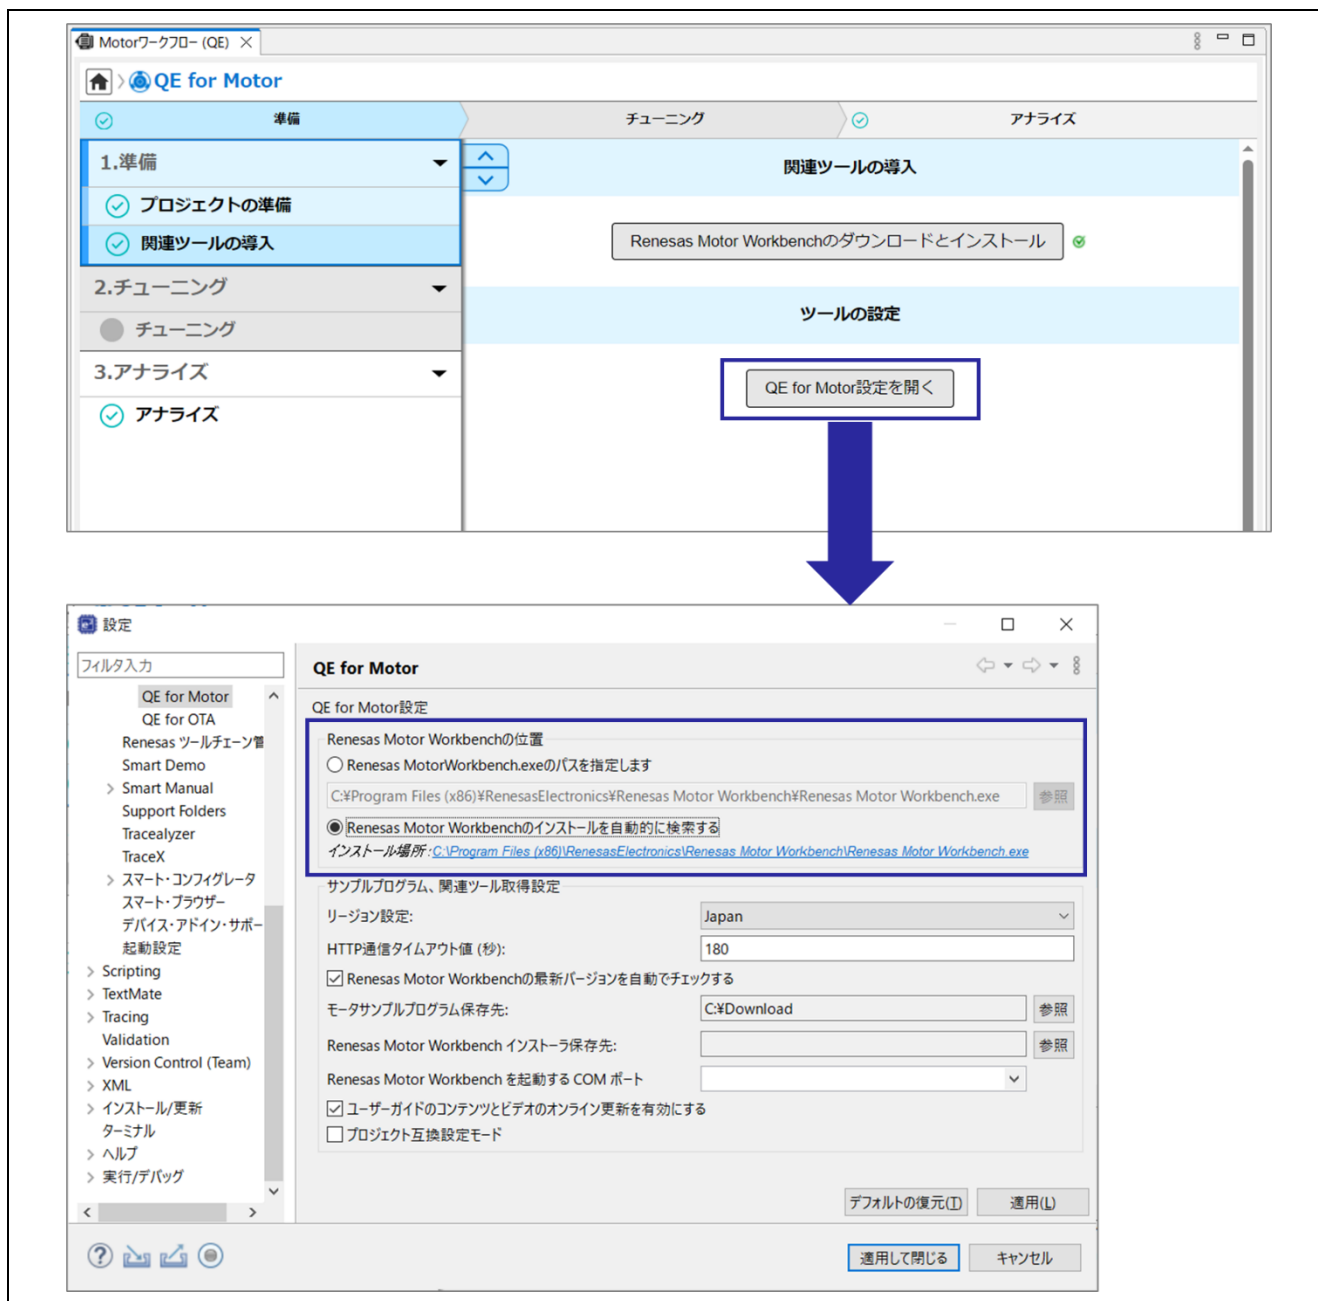 Motorワークフロー (QE)
QE for Motor
準備
チューニング
アナライズ
1.準備
プロジェクトの準備
関連ツールの導入
2.チューニング
チューニング
3.アナライズ
アナライズ
関連ツールの導入
Renesas Motor Workbenchのダウンロードとインストール
ツールの設定
QE for Motor設定を開く
設定
フィルタ入力
QE for Motor
QE for OTA
Renesas ツールチェーン管
Smart Demo
Smart Manual
Support Folders
Tracealyzer
TraceX
スマート・コンフィグレータ
スマート・ブラウザー
デバイス・アドイン・サポー
起動設定
Scripting
TextMate
Tracing
Validation
Version Control (Team)
XML
インストール/更新
ターミナル
ヘルプ
実行/デバッグ
QE for Motor
QE for Motor設定
Renesas Motor Workbenchの位置
Renesas MotorWorkbench.exeのパスを指定します
C:¥Program Files (x86)¥RenesasElectronics¥Renesas Motor Workbench¥Renesas Motor Workbench.exe 参照
Renesas Motor Workbenchのインストールを自動的に検索する
インストール場所 :C:\Program Files (x86)\RenesasElectronics\Renesas Motor Workbench\Renesas Motor Workbench.exe
サンプルプログラム、関連ツール取得設定
リージョン設定: Japan
HTTP通信タイムアウト値 (秒): 180
Renesas Motor Workbenchの最新バージョンを自動でチェックする
モータサンプルプログラム保存先: C:¥Download 参照
Renesas Motor Workbench インストーラ保存先: 参照
Renesas Motor Workbench を起動する COM ポート
ユーザーガイドのコンテンツとビデオのオンライン更新を有効にする
プロジェクト互換設定モード
デフォルトの復元(T) 適用(L)
適用して閉じる キャンセル